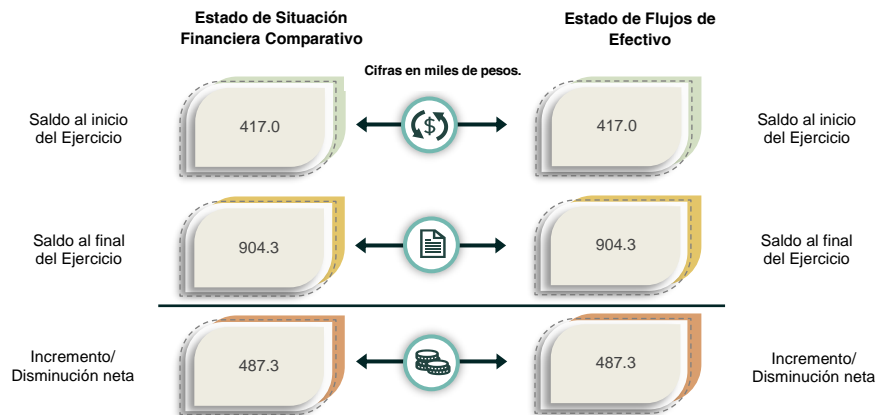 Estado de Situación
Financiera Comparativo
Estado de Flujos de
Efectivo
Cifras en miles de pesos.
Saldo al inicio
del Ejercicio
417.0
$
417.0
Saldo al inicio
del Ejercicio
Saldo al final
del Ejercicio
904.3
904.3
Saldo al final
del Ejercicio
Incremento/
Disminución neta
487.3
487.3
Incremento/
Disminución neta